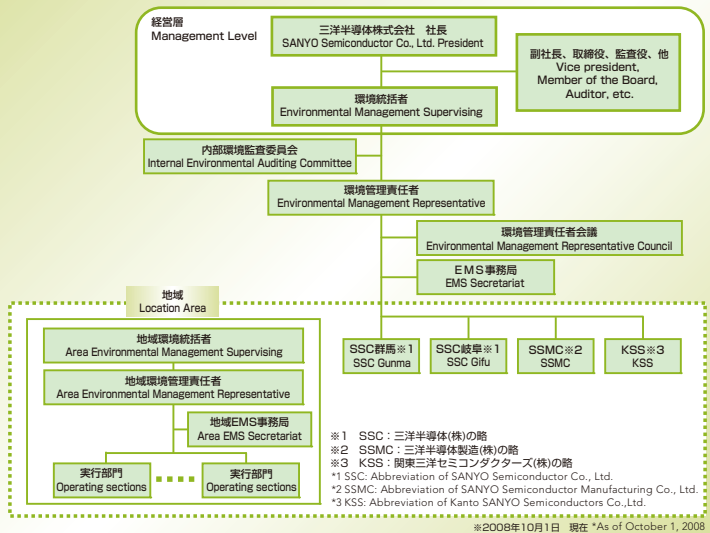 経営層
Management Level
三洋半導体株式会社　社長
SANYO Semiconductor Co., Ltd. President
副社長、取締役、監査役、他
Vice president,
Member of the Board,
Auditor, etc.
環境統括者
Environmental Management Supervising
内部環境監査委員会
Internal Environmental Auditing Committee
環境管理責任者
Environmental Management Representative
環境管理責任者会議
Environmental Management Representative Council
EMS事務局
EMS Secretariat
地域
Location Area
地域環境統括者
Area Environmental Management Supervising
地域環境管理責任者
Area Environmental Management Representative
地域EMS事務局
Area EMS Secretariat
実行部門
Operating sections
実行部門
Operating sections
SSC群馬※1
SSC Gunma
SSC岐阜※1
SSC Gifu
SSMC※2
SSMC
KSS※3
KSS
※1　SSC：三洋半導体(株)の略
※2　SSMC：三洋半導体製造(株)の略
※3　KSS：関東三洋セミコンダクターズ(株)の略
*1 SSC: Abbreviation of SANYO Semiconductor Co., Ltd.
*2 SSMC: Abbreviation of SANYO Semiconductor Manufacturing Co., Ltd.
*3 KSS: Abbreviation of Kanto SANYO Semiconductors Co.,Ltd.
※2008年10月1日　現在 *As of October 1, 2008